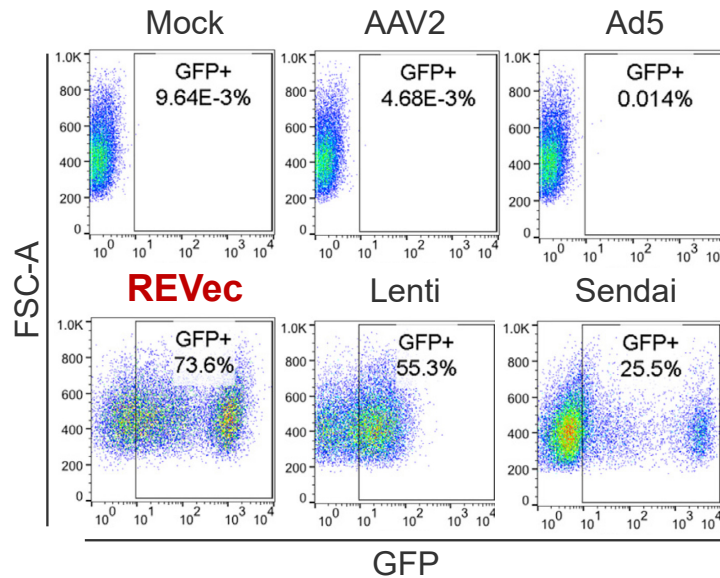 Mock AAV2 Ad5
1.0K 800 600 400 200 0
GFP+
9.64E-3%
10^0 10^1 10^2 10^3 10^4
1.0K 800 600 400 200 0
GFP+
4.68E-3%
10^0 10^1 10^2 10^3 10^4
1.0K 800 600 400 200 0
GFP+
0.014%
10^0 10^1 10^2 10^3 10^4
FSC-A
REVec Lenti Sendai
1.0K 800 600 400 200 0
GFP+
73.6%
10^0 10^1 10^2 10^3 10^4
1.0K 800 600 400 200 0
GFP+
55.3%
10^0 10^1 10^2 10^3 10^4
1.0K 800 600 400 200 0
GFP+
25.5%
10^0 10^1 10^2 10^3 10^4
GFP